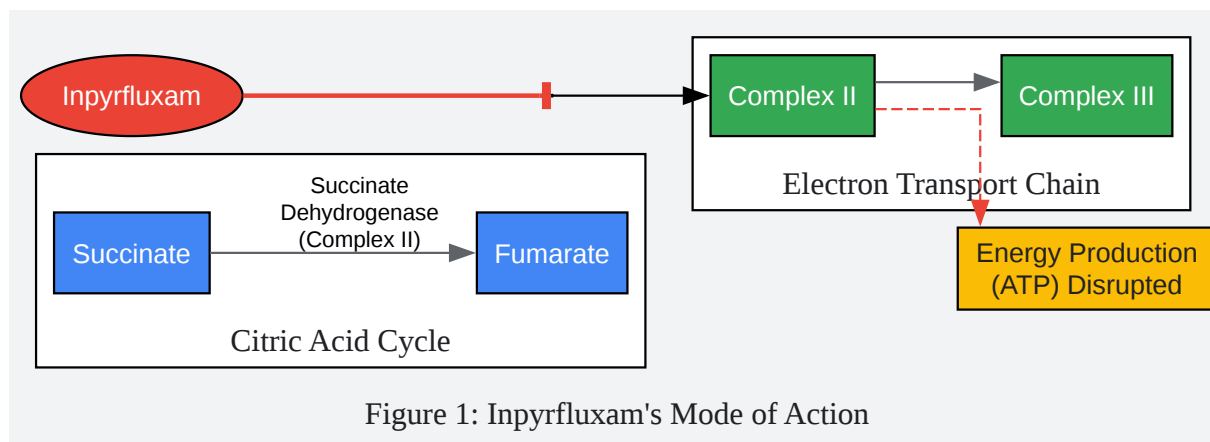 Inpyrfluxam
Complex II
Complex III
Electron Transport Chain
Succinate
Dehydrogenase
(Complex II)
Succinate
Fumarate
Citric Acid Cycle
Energy Production
(ATP) Disrupted
Figure 1: Inpyrfluxam's Mode of Action